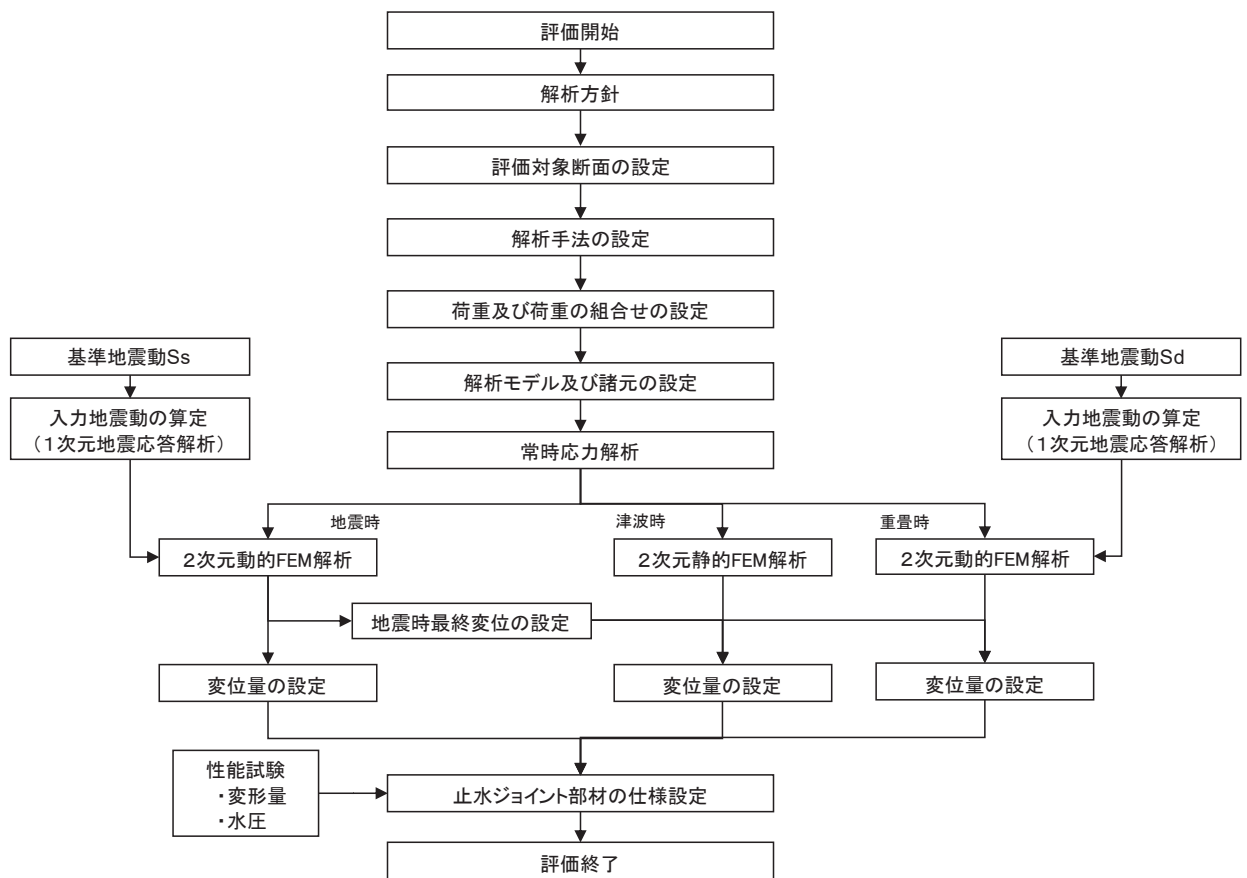 評価開始
解析方針
評価対象断面の設定
解析手法の設定
荷重及び荷重の組合せの設定
基準地震動Ss
基準地震動Sd
解析モデル及び諸元の設定
入力地震動の算定
（1次元地震応答解析）
入力地震動の算定
（1次元地震応答解析）
常時応力解析
地震時
津波時
重畳時
2次元動的FEM解析
2次元静的FEM解析
2次元動的FEM解析
地震時最終変位の設定
変位量の設定
変位量の設定
変位量の設定
性能試験
・変形量
・水圧
止水ジョイント部材の仕様設定
評価終了